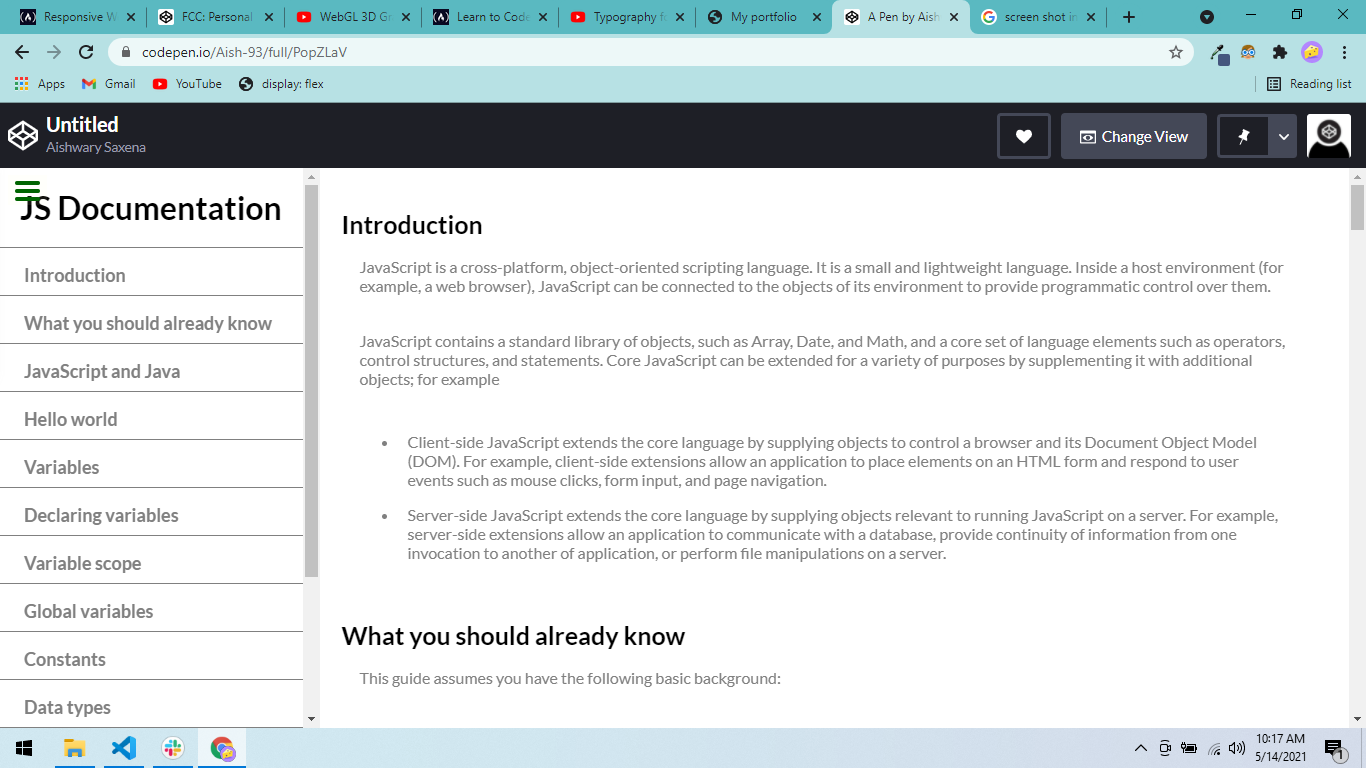 Responsive W
FCC: Personal
WebGL 3D Gr
Learn to Code
Typography fu
My portfolio
A Pen by Aish
screen shot in
codepen.io/Aish-93/full/PopZLaV
Apps
Gmail
YouTube
display: flex
Reading list
Untitled
Aishwary Saxena
Change View
JS Documentation
Introduction
What you should already know
JavaScript and Java
Hello world
Variables
Declaring variables
Variable scope
Global variables
Constants
Data types
Introduction
JavaScript is a cross-platform, object-oriented scripting language. It is a small and lightweight language. Inside a host environment (for
example, a web browser), JavaScript can be connected to the objects of its environment to provide programmatic control over them.
JavaScript contains a standard library of objects, such as Array, Date, and Math, and a core set of language elements such as operators,
control structures, and statements. Core JavaScript can be extended for a variety of purposes by supplementing it with additional
objects; for example
• Client-side JavaScript extends the core language by supplying objects to control a browser and its Document Object Model
(DOM). For example, client-side extensions allow an application to place elements on an HTML form and respond to user
events such as mouse clicks, form input, and page navigation.
• Server-side JavaScript extends the core language by supplying objects relevant to running JavaScript on a server. For example,
server-side extensions allow an application to communicate with a database, provide continuity of information from one
invocation to another of application, or perform file manipulations on a server.
What you should already know
This guide assumes you have the following basic background:
10:17 AM
5/14/2021
1